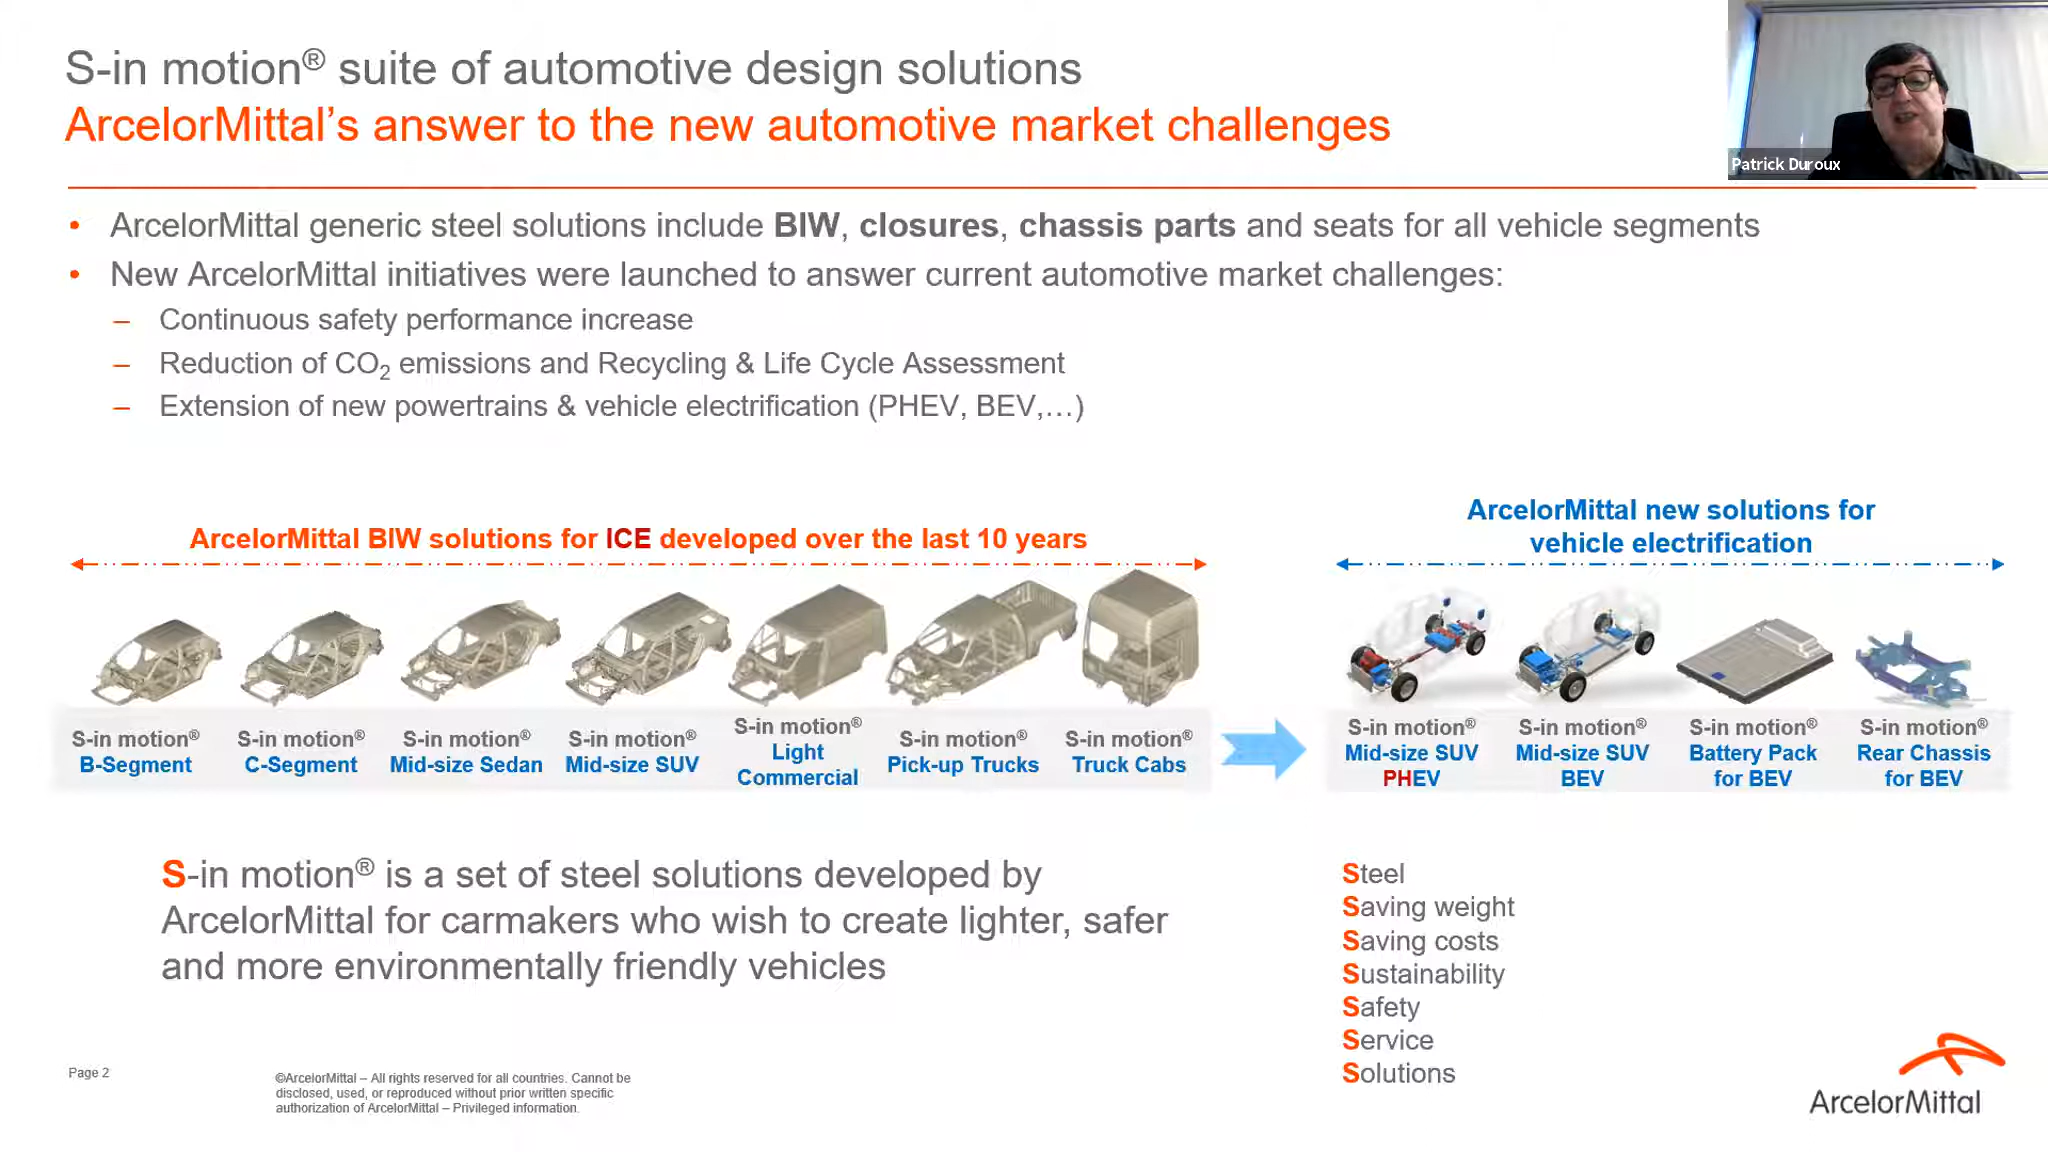 S-in motion® suite of automotive design solutions
ArcelorMittal’s answer to the new automotive market challenges
Patrick Duroux
• ArcelorMittal generic steel solutions include BIW, closures, chassis parts and seats for all vehicle segments
• New ArcelorMittal initiatives were launched to answer current automotive market challenges:
– Continuous safety performance increase
– Reduction of CO₂ emissions and Recycling & Life Cycle Assessment
– Extension of new powertrains & vehicle electrification (PHEV, BEV,…)
ArcelorMittal BIW solutions for ICE developed over the last 10 years
S-in motion®
B-Segment
S-in motion®
C-Segment
S-in motion®
Mid-size Sedan
S-in motion®
Mid-size SUV
S-in motion®
Light
Commercial
S-in motion®
Pick-up Trucks
S-in motion®
Truck Cabs
ArcelorMittal new solutions for
vehicle electrification
S-in motion®
Mid-size SUV
PHEV
S-in motion®
Mid-size SUV
BEV
S-in motion®
Battery Pack
for BEV
S-in motion®
Rear Chassis
for BEV
S-in motion® is a set of steel solutions developed by
ArcelorMittal for carmakers who wish to create lighter, safer
and more environmentally friendly vehicles
Steel
Saving weight
Saving costs
Sustainability
Safety
Service
Solutions
Page 2
©ArcelorMittal – All rights reserved for all countries. Cannot be
disclosed, used, or reproduced without prior written specific
authorization of ArcelorMittal – Privileged information.
ArcelorMittal